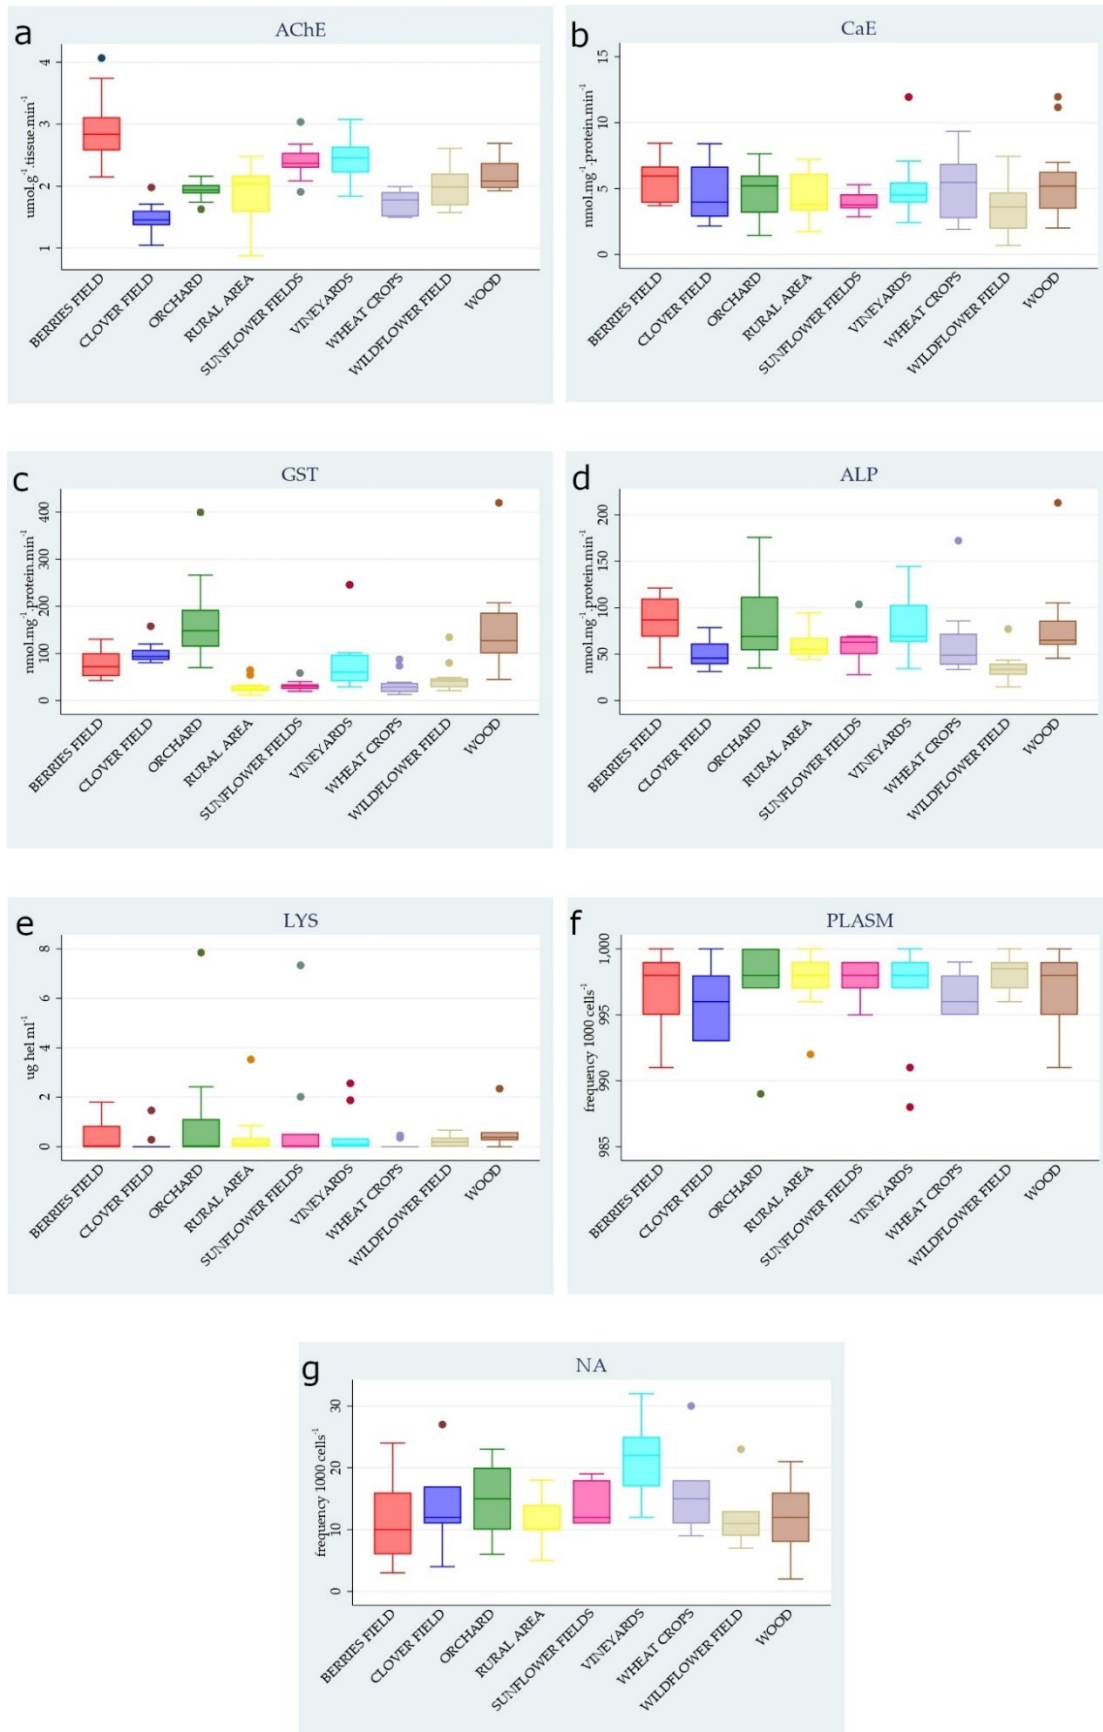 a
AChE
umol.g⁻¹.tissue.min⁻¹
4
3
2
1
BERRIES FIELD
CLOVER FIELD
ORCHARD
RURAL AREA
SUNFLOWER FIELDS
VINEYARDS
WHEAT CROPS
WILDFLOWER FIELD
WOOD
b
CaE
nmol.mg⁻¹.protein.min⁻¹
15
10
5
0
BERRIES FIELD
CLOVER FIELD
ORCHARD
RURAL AREA
SUNFLOWER FIELDS
VINEYARDS
WHEAT CROPS
WILDFLOWER FIELD
WOOD
c
GST
nmol.mg⁻¹.protein.min⁻¹
400
300
200
100
0
BERRIES FIELD
CLOVER FIELD
ORCHARD
RURAL AREA
SUNFLOWER FIELDS
VINEYARDS
WHEAT CROPS
WILDFLOWER FIELD
WOOD
d
ALP
nmol.mg⁻¹.protein.min⁻¹
200
150
100
50
0
BERRIES FIELD
CLOVER FIELD
ORCHARD
RURAL AREA
SUNFLOWER FIELDS
VINEYARDS
WHEAT CROPS
WILDFLOWER FIELD
WOOD
e
LYS
ug hel ml⁻¹
8
6
4
2
0
BERRIES FIELD
CLOVER FIELD
ORCHARD
RURAL AREA
SUNFLOWER FIELDS
VINEYARDS
WHEAT CROPS
WILDFLOWER FIELD
WOOD
f
PLASM
frequency 1000 cells⁻¹
1,000
995
990
985
BERRIES FIELD
CLOVER FIELD
ORCHARD
RURAL AREA
SUNFLOWER FIELDS
VINEYARDS
WHEAT CROPS
WILDFLOWER FIELD
WOOD
g
NA
frequency 1000 cells⁻¹
30
20
10
0
BERRIES FIELD
CLOVER FIELD
ORCHARD
RURAL AREA
SUNFLOWER FIELDS
VINEYARDS
WHEAT CROPS
WILDFLOWER FIELD
WOOD